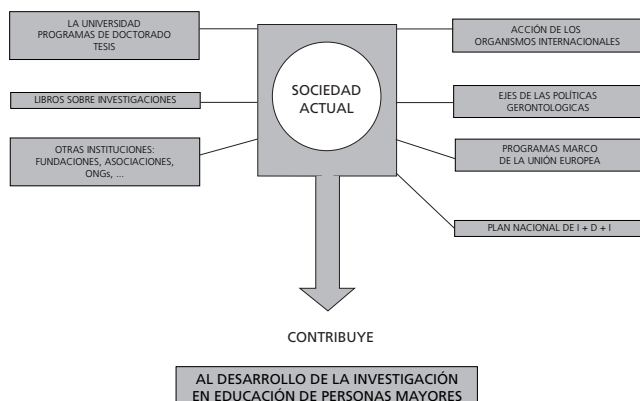 LA UNIVERSIDAD
PROGRAMAS DE DOCTORADO
TESIS
LIBROS SOBRE INVESTIGACIONES
OTRAS INSTITUCIONES:
FUNDACIONES, ASOCIACIONES,
ONGs, ...
SOCIEDAD
ACTUAL
ACCIÓN DE LOS
ORGANISMOS INTERNACIONALES
EJES DE LAS POLÍTICAS
GERONTOLOGICAS
PROGRAMAS MARCO
DE LA UNIÓN EUROPEA
PLAN NACIONAL DE I + D + I
CONTRIBUYE
AL DESARROLLO DE LA INVESTIGACIÓN
EN EDUCACIÓN DE PERSONAS MAYORES